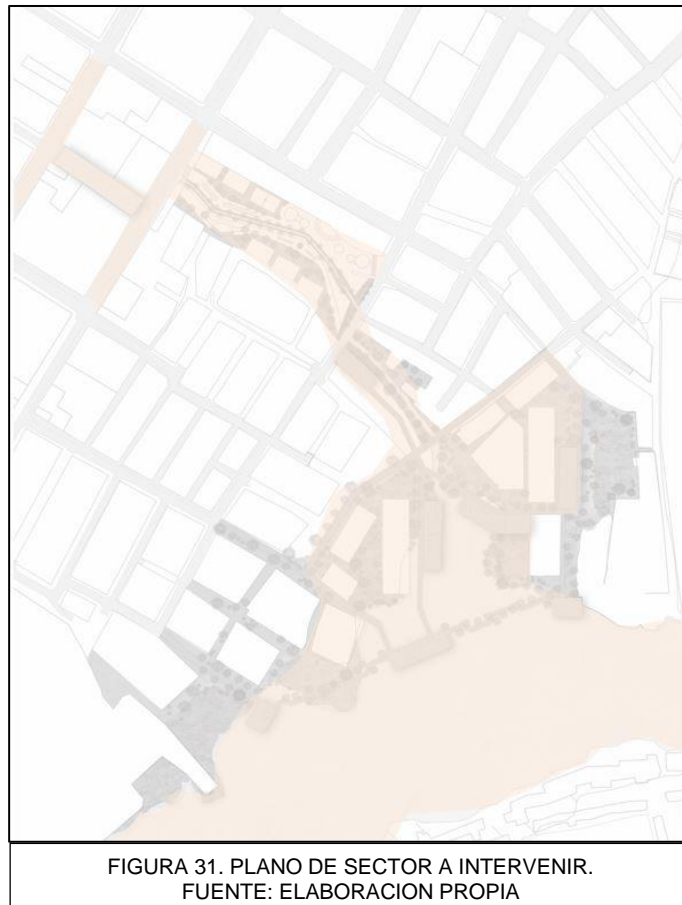 FIGURA 31. PLANO DE SECTOR A INTERVENIR.
FUENTE: ELABORACION PROPIA